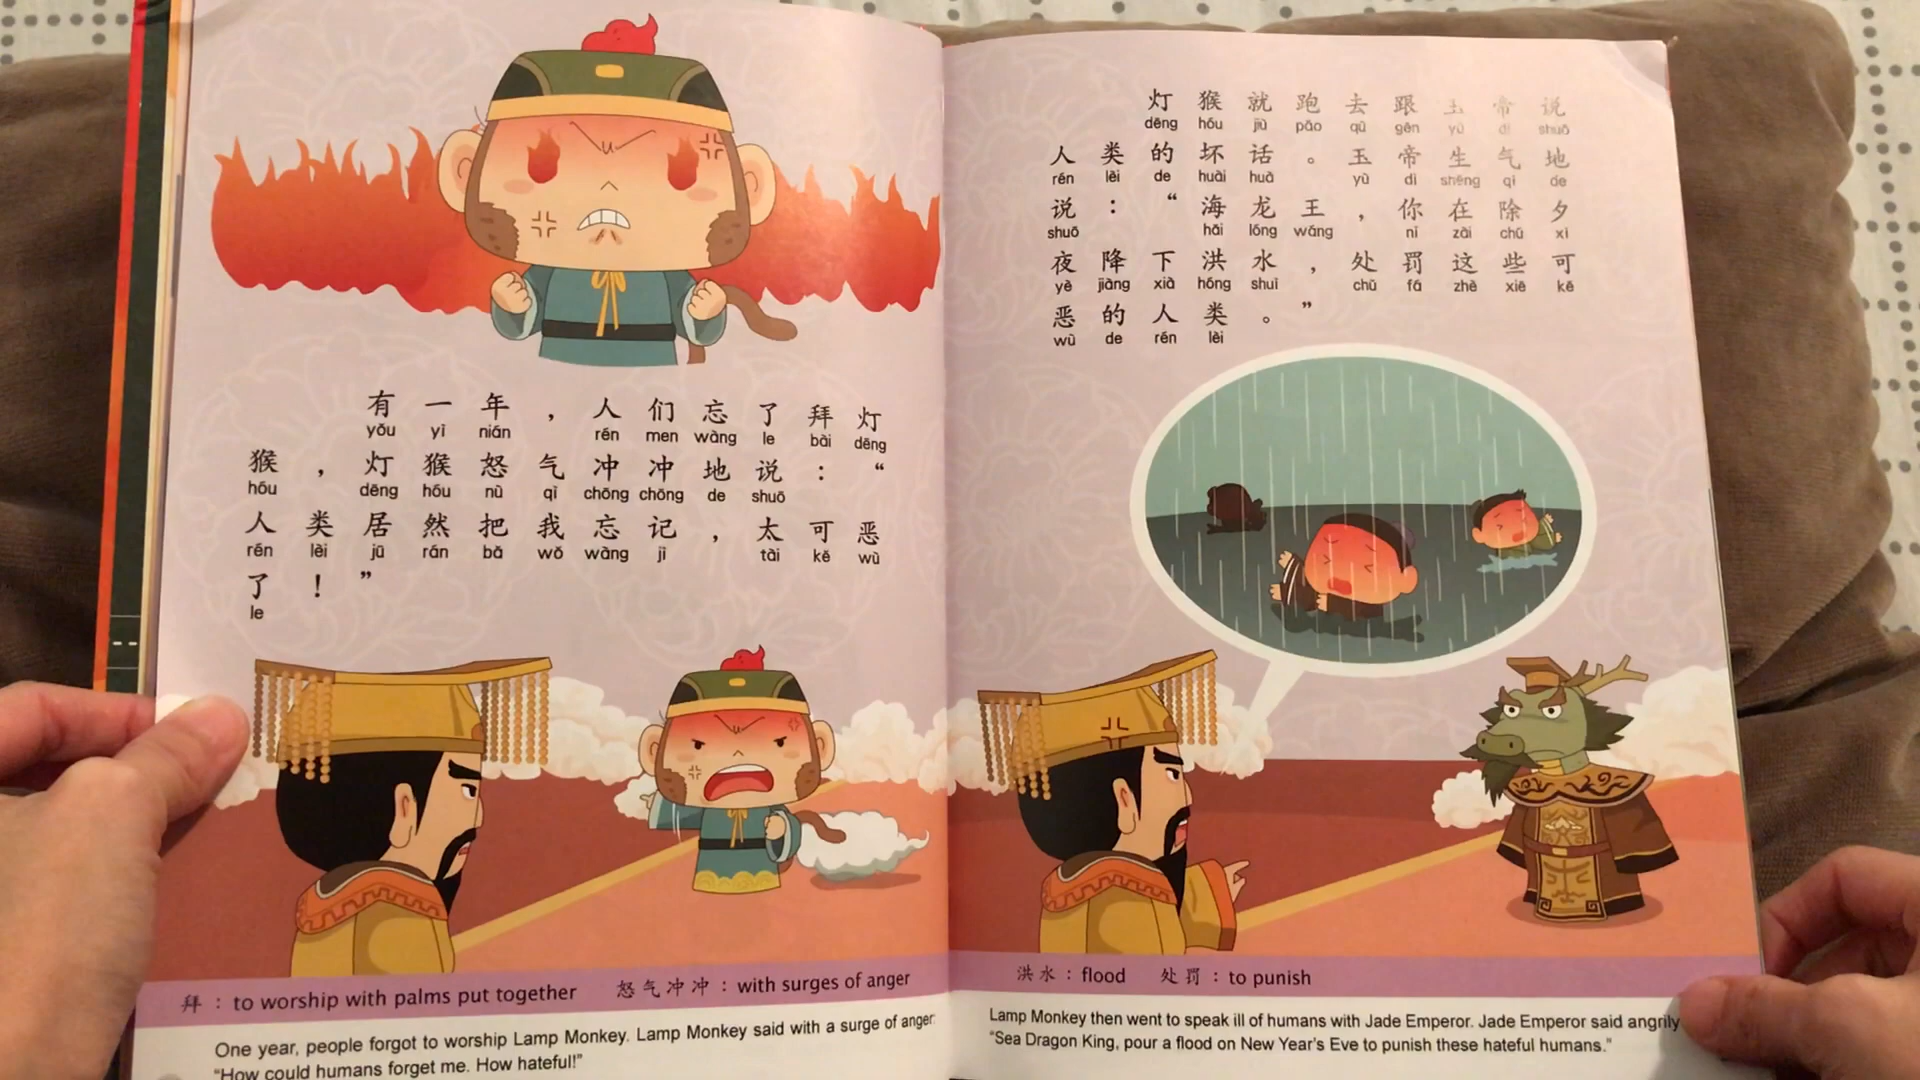 有一年，人们忘了拜灯
yǒu yì nián rén men wàng le bài dēng
猴，灯猴怒气冲冲地说：“
hóu dēng hóu nù qì chōng chōng de shuō
人类居然把我忘记，太可恶
rén lèi jū rán bǎ wǒ wàng jì tài kě wù
了！”
le
拜：to worship with palms put together 怒气冲冲：with surges of anger
One year, people forgot to worship Lamp Monkey. Lamp Monkey said with a surge of anger:
“How could humans forget me. How hateful!”
灯猴就跑去跟玉帝说
dēng hóu jiù pǎo qù gēn yù dì shuō
人类的坏话。玉帝生气地
rén lèi de huài huà yù dì shēng qì de
说：“海龙王，你在除夕
shuō hǎi lóng wáng nǐ zài chú xī
夜降下洪水，处罚这些可
yè jiàng xià hóng shuǐ chǔ fá zhè xiē kě
恶的人类。”
wù de rén lèi
洪水：flood 处罚：to punish
Lamp Monkey then went to speak ill of humans with Jade Emperor. Jade Emperor said angrily
“Sea Dragon King, pour a flood on New Year’s Eve to punish these hateful humans.”